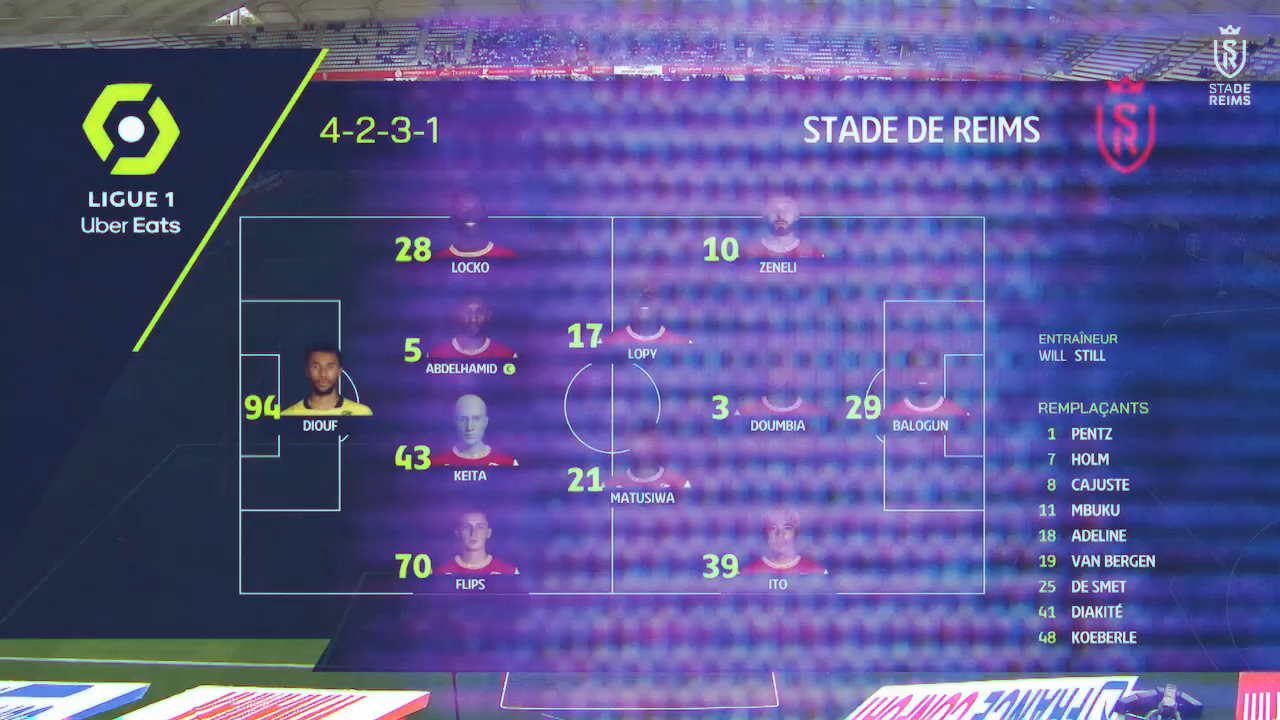 STADE
REIMS
4-2-3-1
STADE DE REIMS
LIGUE 1
Uber Eats
28
LOCKO
10
ZENELI
5
ABDELHAMID C
17
LOPY
94
DIOUF
3
DOUMBIA
29
BALOGUN
43
KEITA
21
MATUSIWA
70
FLIPS
39
ITO
ENTRAÎNEUR
WILL STILL
REMPLAÇANTS
1 PENTZ
7 HOLM
8 CAJUSTE
11 MBUKU
18 ADELINE
19 VAN BERGEN
25 DE SMET
41 DIAKITÉ
48 KOEBERLE